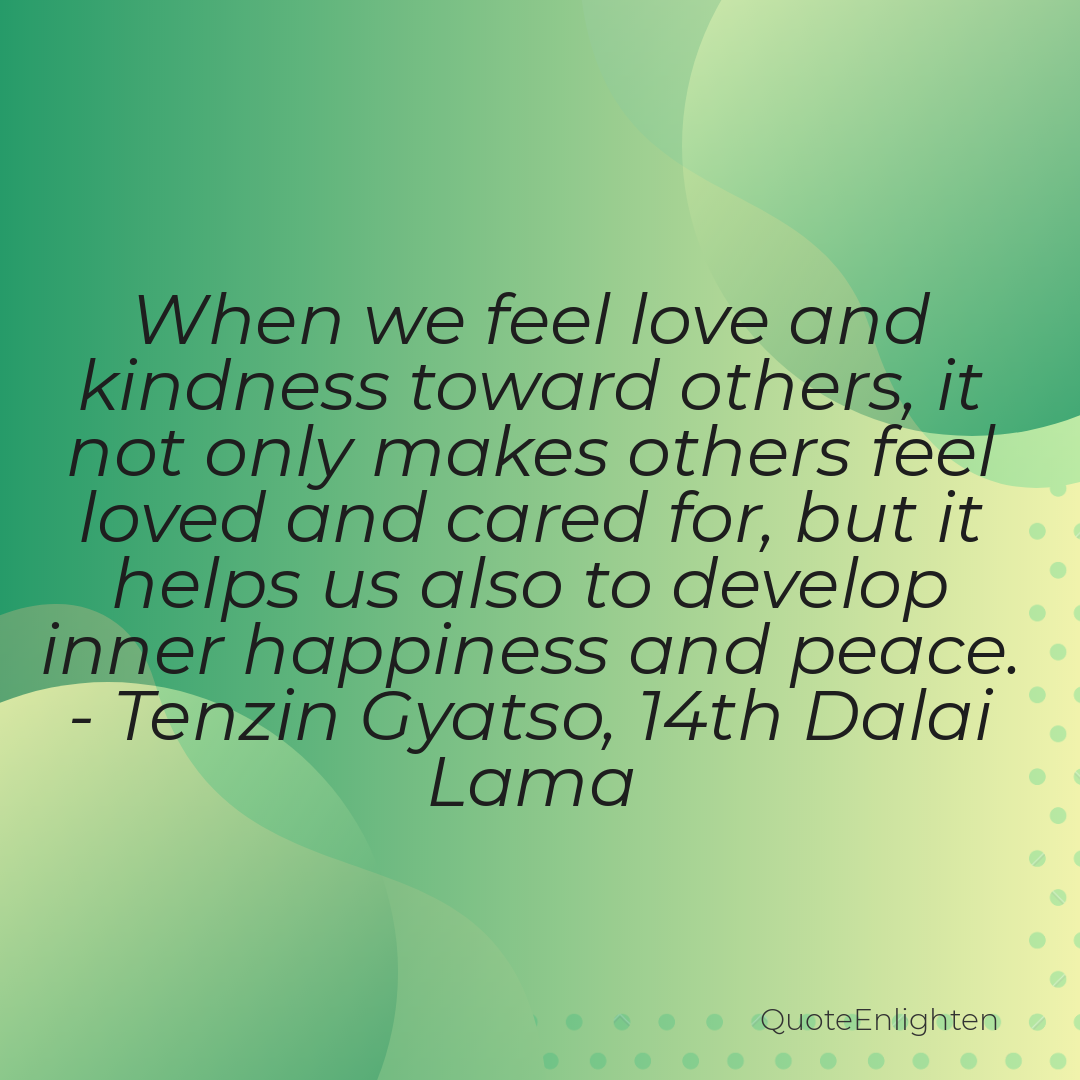 When we feel love and
kindness toward others, it
not only makes others feel
loved and cared for, but it
helps us also to develop
inner happiness and peace.
- Tenzin Gyatso, 14th Dalai
Lama
QuoteEnlighten